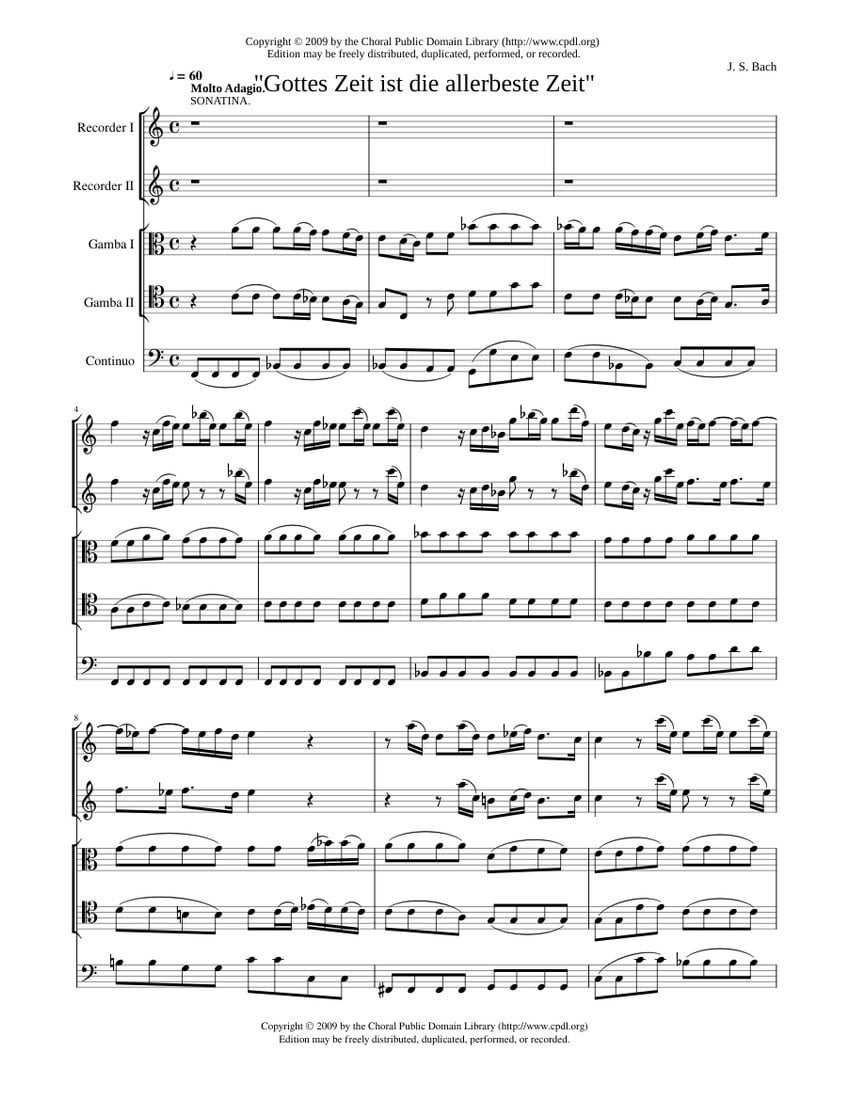 Copyright © 2009 by the Choral Public Domain Library (http://www.cpdl.org)
Edition may be freely distributed, duplicated, performed, or recorded.
J. S. Bach
"Gottes Zeit ist die allerbeste Zeit"
♩ = 60
Molto Adagio.
SONATINA.
Recorder I
Recorder II
Gamba I
Gamba II
Continuo
4
8
Copyright © 2009 by the Choral Public Domain Library (http://www.cpdl.org)
Edition may be freely distributed, duplicated, performed, or recorded.